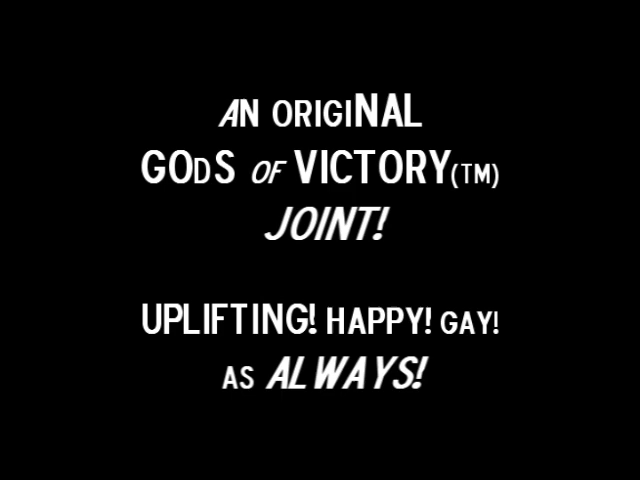 AN ORIGINAL
GODS OF VICTORY(TM)
JOINT!
UPLIFTING! HAPPY! GAY!
AS ALWAYS!